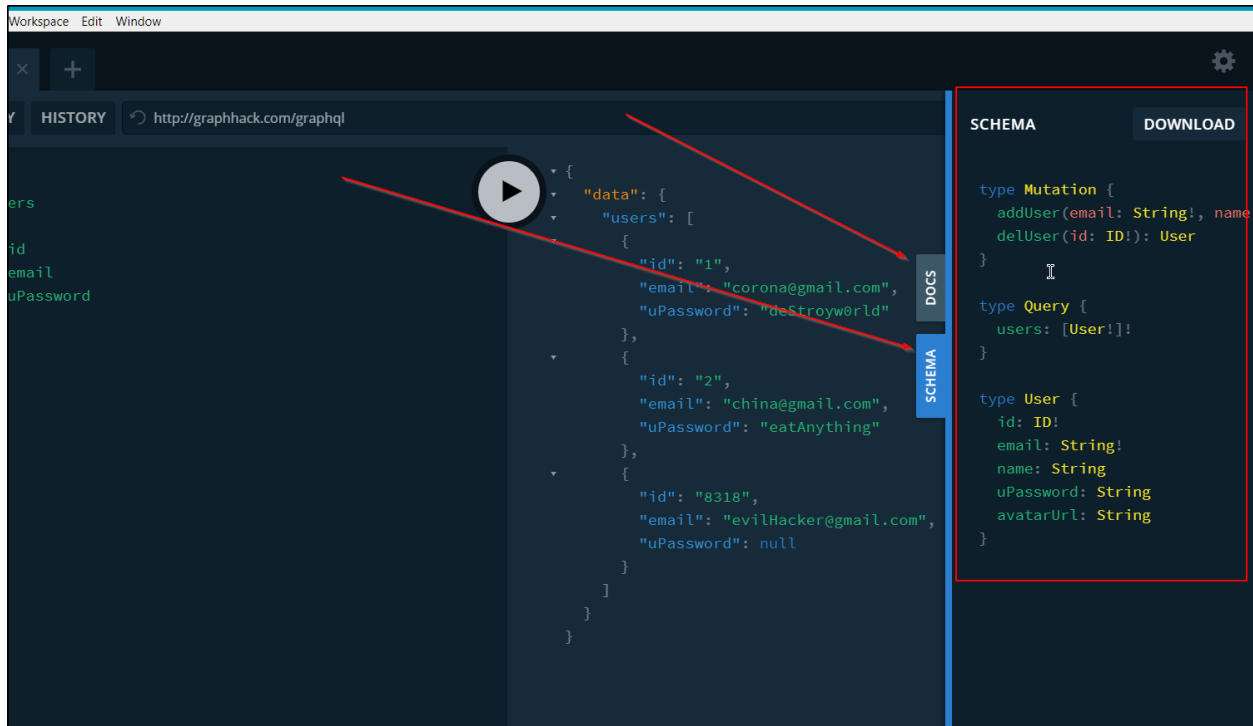 Workspace Edit Window
HISTORY
http://graphhack.com/graphql
ers
id
email
uPassword
{
"data": {
"users": [
{
"id": "1",
"email": "corona@gmail.com",
"uPassword": "deStroyw0rld"
},
{
"id": "2",
"email": "china@gmail.com",
"uPassword": "eatAnything"
},
{
"id": "8318",
"email": "evilHacker@gmail.com",
"uPassword": null
}
]
}
}
DOCS
SCHEMA
SCHEMA
DOWNLOAD
type Mutation {
addUser(email: String!, name
delUser(id: ID!): User
}
type Query {
users: [User!]!
}
type User {
id: ID!
email: String!
name: String
uPassword: String
avatarUrl: String
}